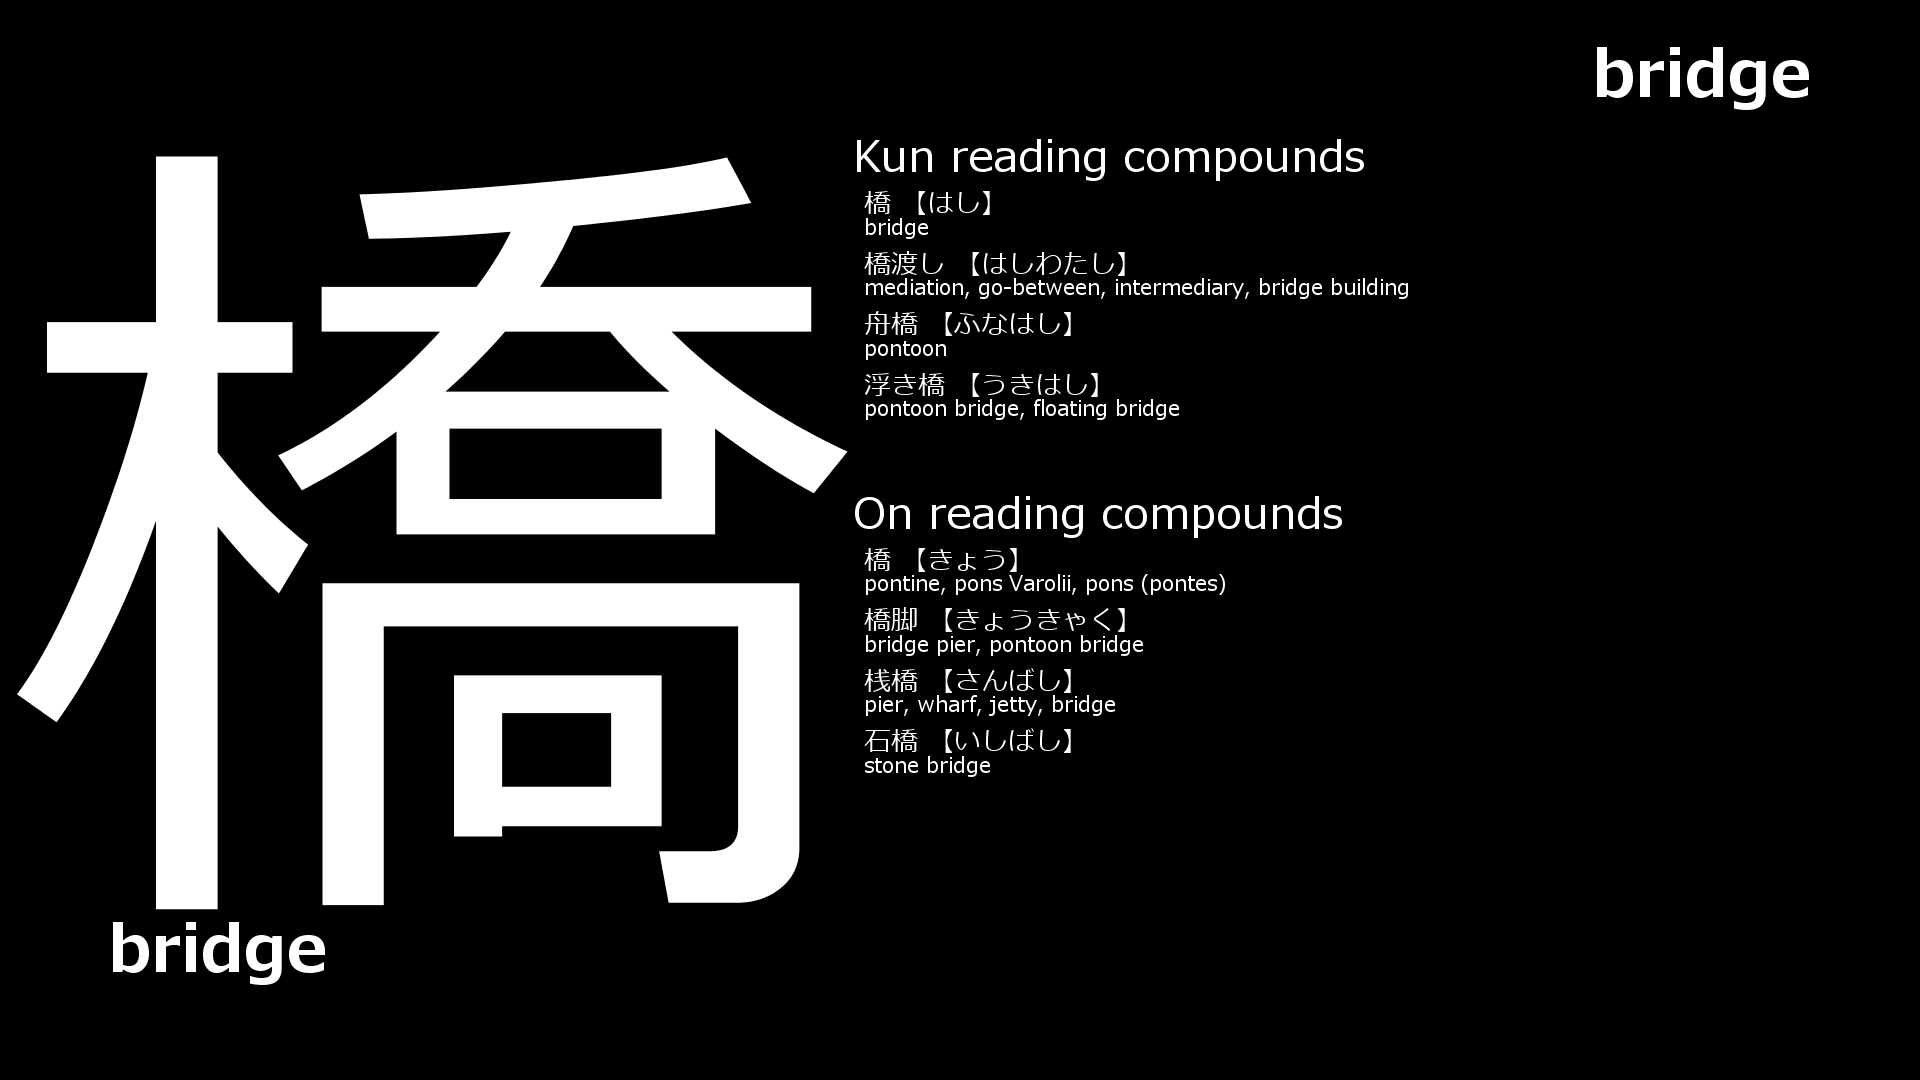 bridge
橋
bridge
Kun reading compounds
橋 【はし】
bridge
橋渡し 【はしわたし】
mediation, go-between, intermediary, bridge building
舟橋 【ふなはし】
pontoon
浮き橋 【うきはし】
pontoon bridge, floating bridge
On reading compounds
橋 【きょう】
pontine, pons Varolii, pons (pontes)
橋脚 【きょうきゃく】
bridge pier, pontoon bridge
桟橋 【さんばし】
pier, wharf, jetty, bridge
石橋 【いしばし】
stone bridge